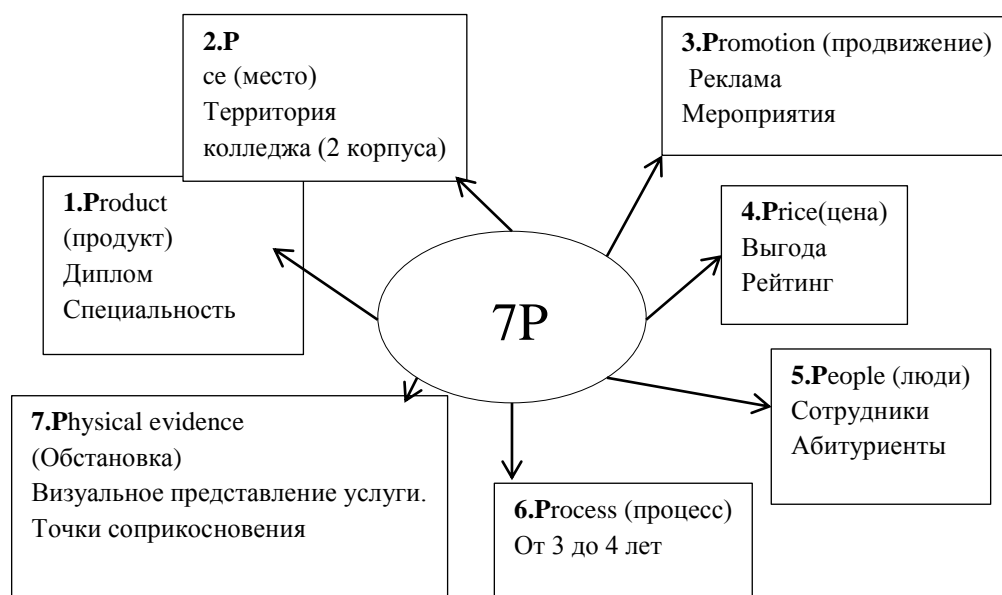 2.P
ce (место)
Территория
колледжа (2 корпуса)
3.Promotion (продвижение)
Реклама
Мероприятия
1.Product
(продукт)
Диплом
Специальность
4.Price(цена)
Выгода
Рейтинг
7P
5.People (люди)
Сотрудники
Абитуриенты
7.Physical evidence
(Обстановка)
Визуальное представление услуги.
Точки соприкосновения
6.Process (процесс)
От 3 до 4 лет